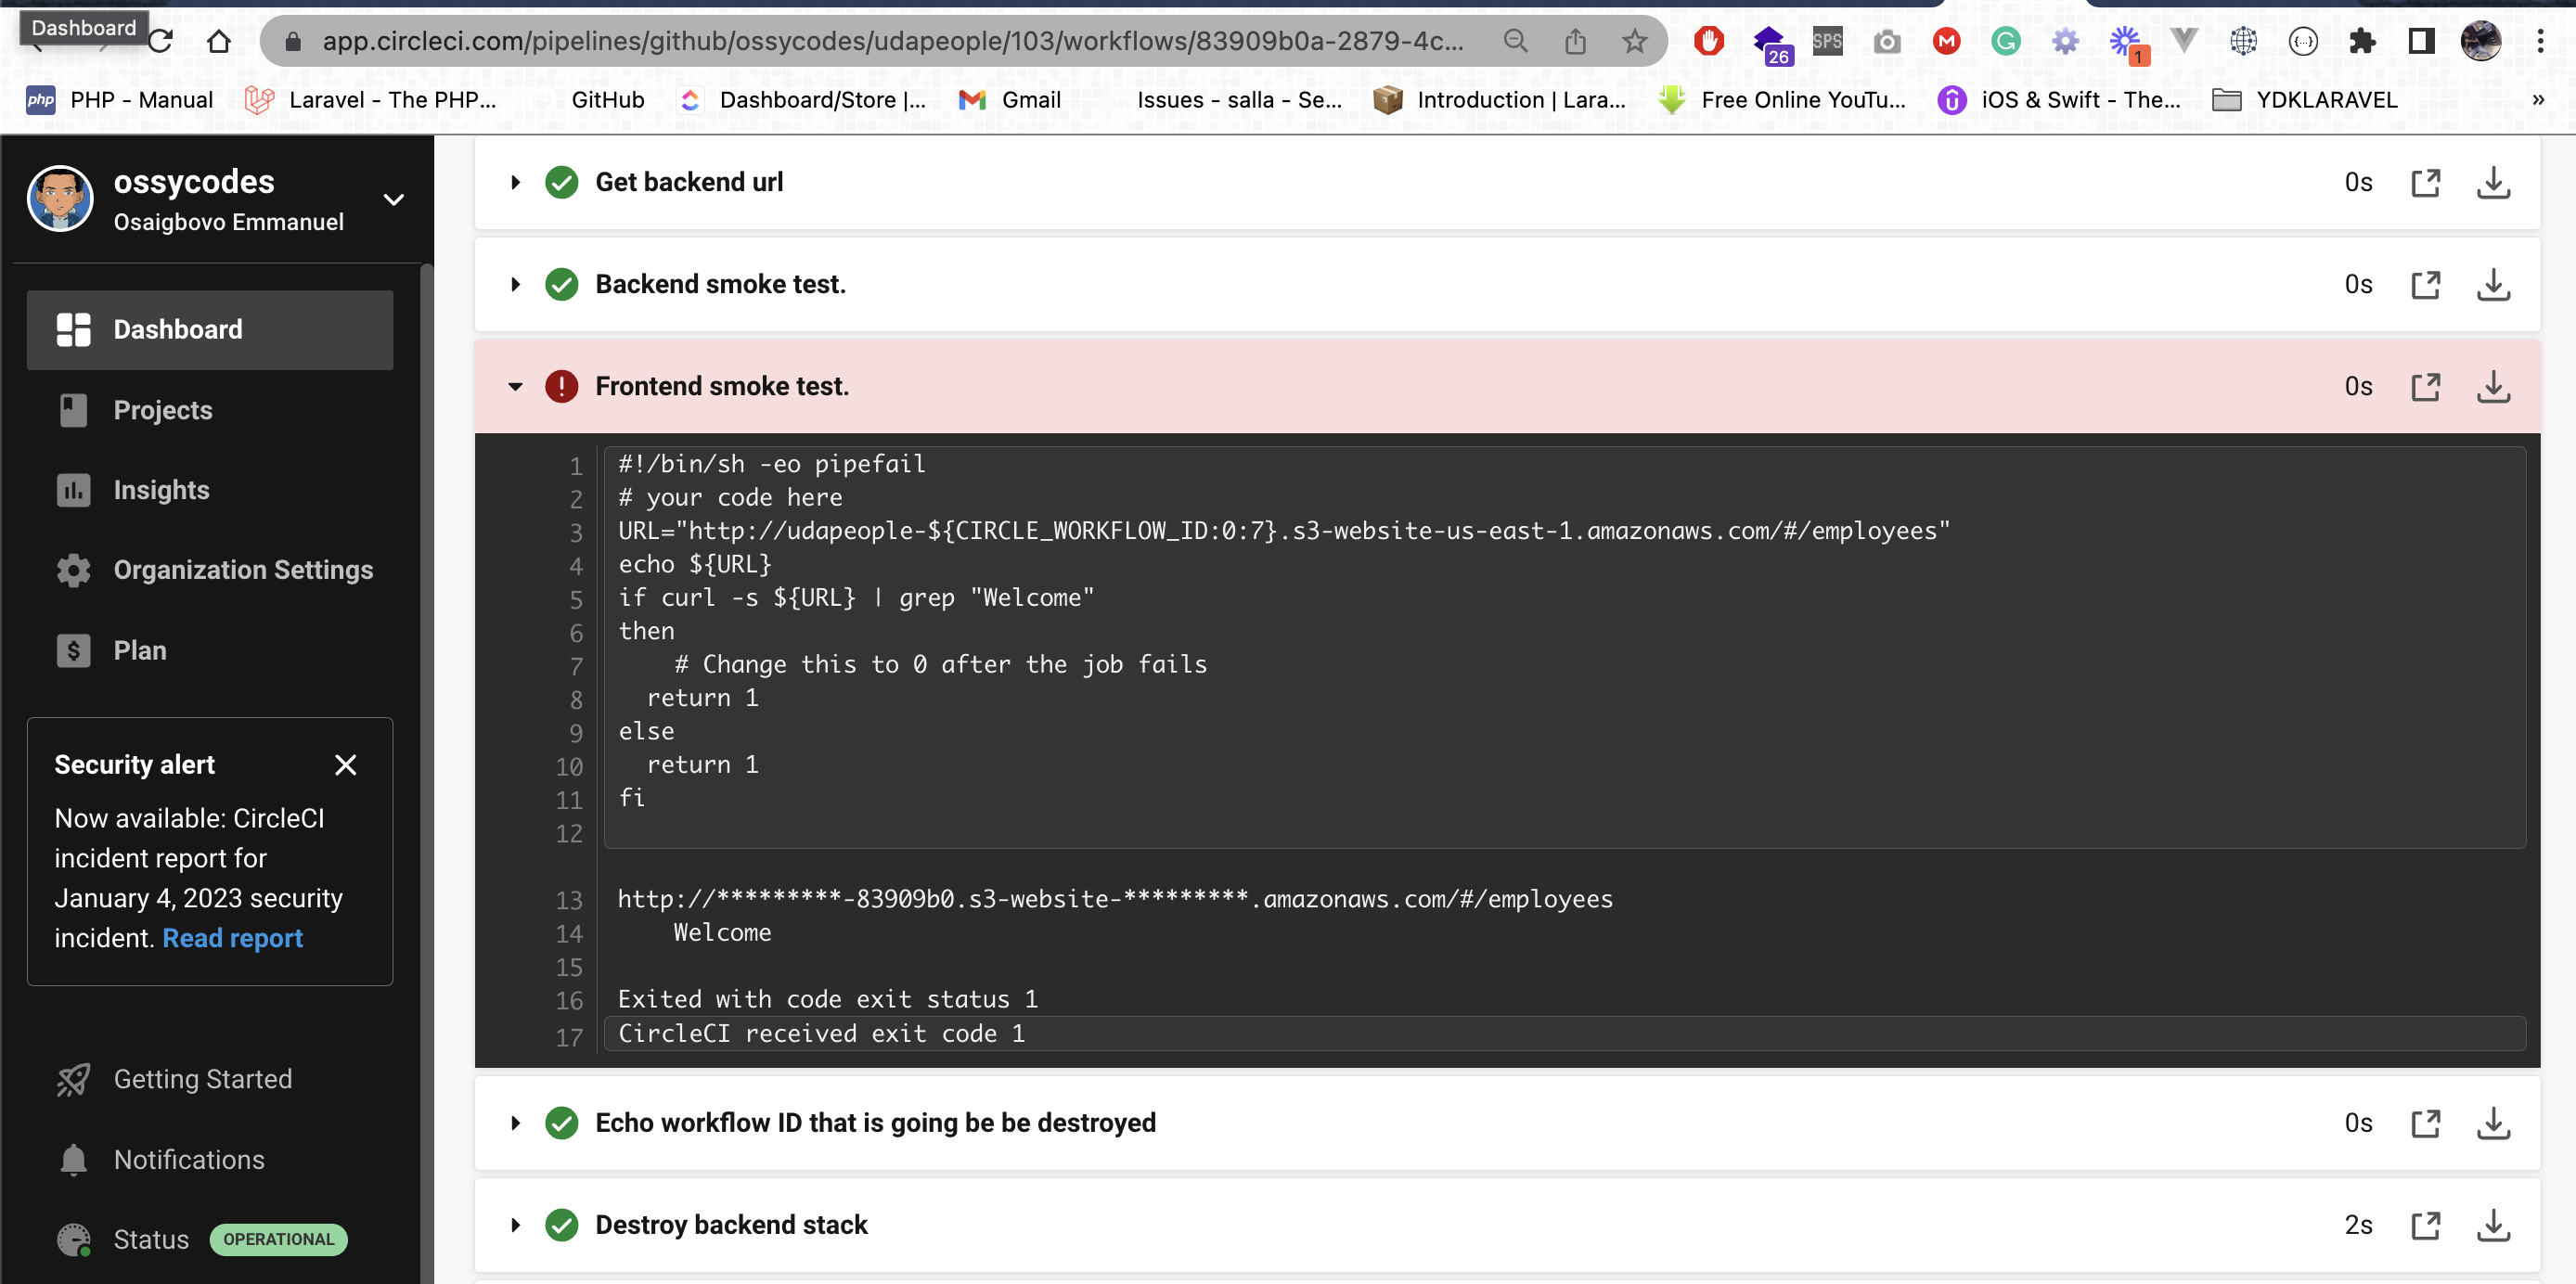 Dashboard
app.circleci.com/pipelines/github/ossycodes/udapeople/103/workflows/83909b0a-2879-4c...
26
SPS
1
php PHP - Manual
Laravel - The PHP...
GitHub
Dashboard/Store |...
Gmail
Issues - salla - Se...
Introduction | Lara...
Free Online YouTu...
iOS & Swift - The...
YDKLARAVEL
»
ossycodes
Osaigbovo Emmanuel
Dashboard
Projects
Insights
Organization Settings
Plan
Security alert
Now available: CircleCI
incident report for
January 4, 2023 security
incident. Read report
Getting Started
Notifications
Status OPERATIONAL
Get backend url 0s
Backend smoke test. 0s
Frontend smoke test. 0s
1 #!/bin/sh -eo pipefail
2 # your code here
3 URL="http://udapeople-${CIRCLE_WORKFLOW_ID:0:7}.s3-website-us-east-1.amazonaws.com/#/employees"
4 echo ${URL}
5 if curl -s ${URL} | grep "Welcome"
6 then
7     # Change this to 0 after the job fails
8   return 1
9 else
10   return 1
11 fi
12
13 http://*********-83909b0.s3-website-*********.amazonaws.com/#/employees
14     Welcome
15
16 Exited with code exit status 1
17 CircleCI received exit code 1
Echo workflow ID that is going be be destroyed 0s
Destroy backend stack 2s